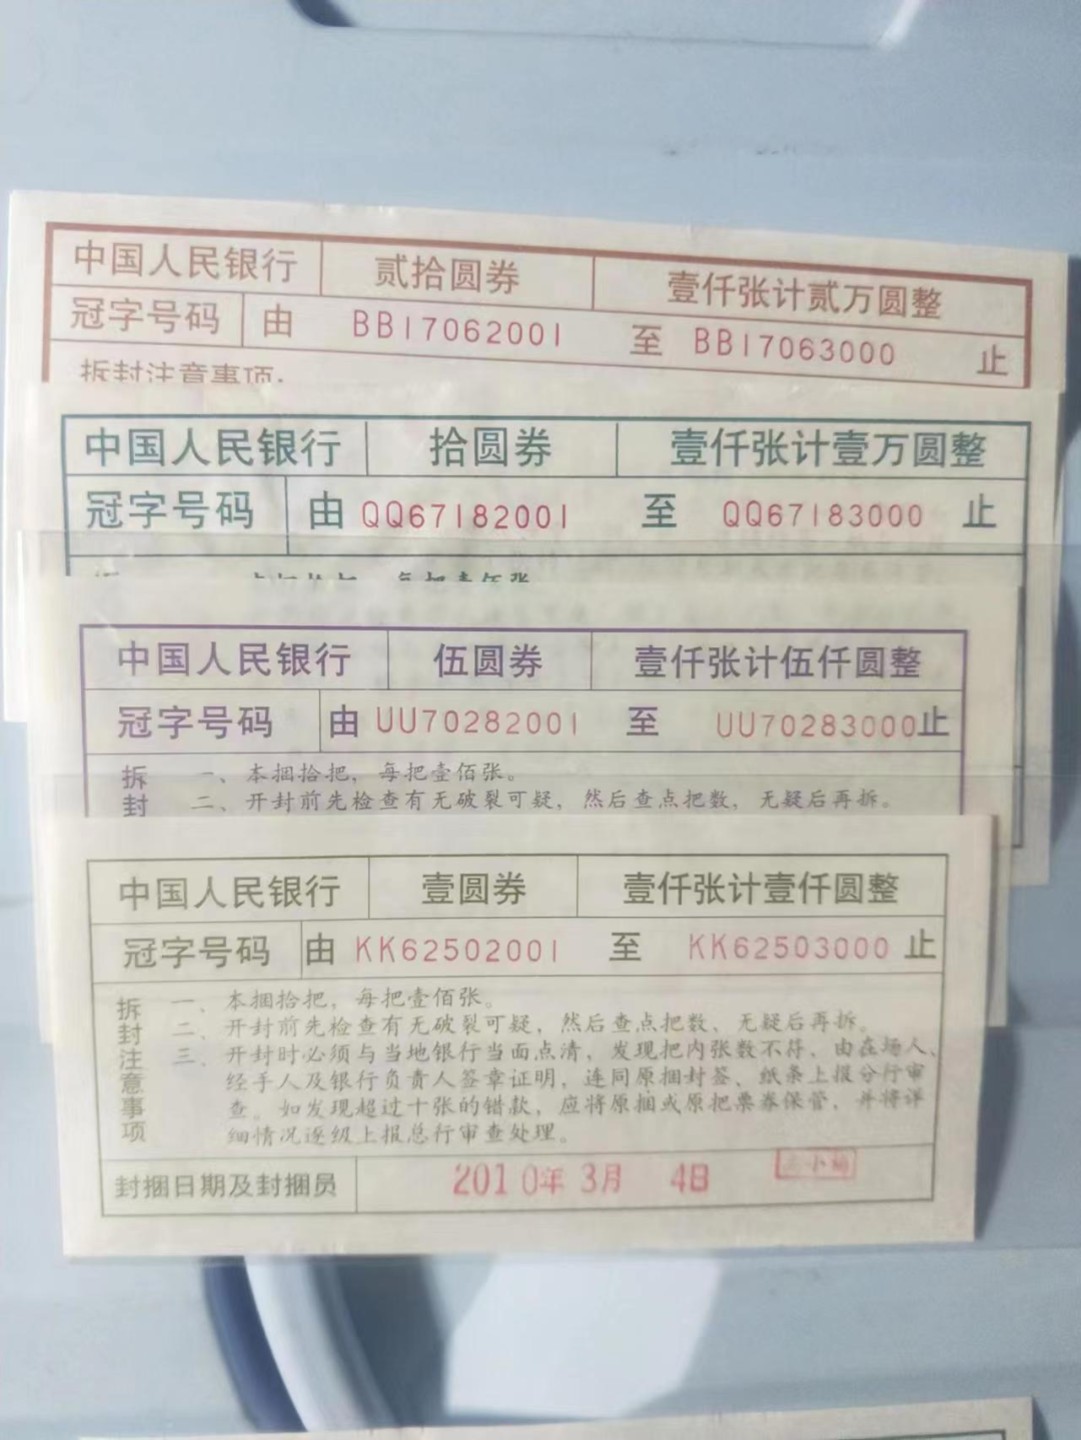 中国人民银行 贰拾圆券 壹仟张计贰万圆整
冠字号码 由 BB17062001 至 BB17063000 止
拆封注意事项:
中国人民银行 拾圆券 壹仟张计壹万圆整
冠字号码 由 QQ67182001 至 QQ67183000 止
中国人民银行 伍圆券 壹仟张计伍仟圆整
冠字号码 由 UU70282001 至 UU70283000 止
拆封
一、本捆拾把，每把壹佰张。
二、开封前先检查有无破裂可疑，然后查点把数，无疑后再拆。
中国人民银行 壹圆券 壹仟张计壹仟圆整
冠字号码 由 KK62502001 至 KK62503000 止
拆封注意事项
一、本捆拾把，每把壹佰张。
二、开封前先检查有无破裂可疑，然后查点把数，无疑后再拆。
三、开封时必须与当地银行当面点清，发现把内张数不符，由在场人、
经手人及银行负责人签章证明，连同原捆封签、纸条上报分行审
查。如发现超过十张的错款，应将原捆或原把票券保管，并将详
细情况逐级上报总行审查处理。
封捆日期及封捆员 2010年3月 4日